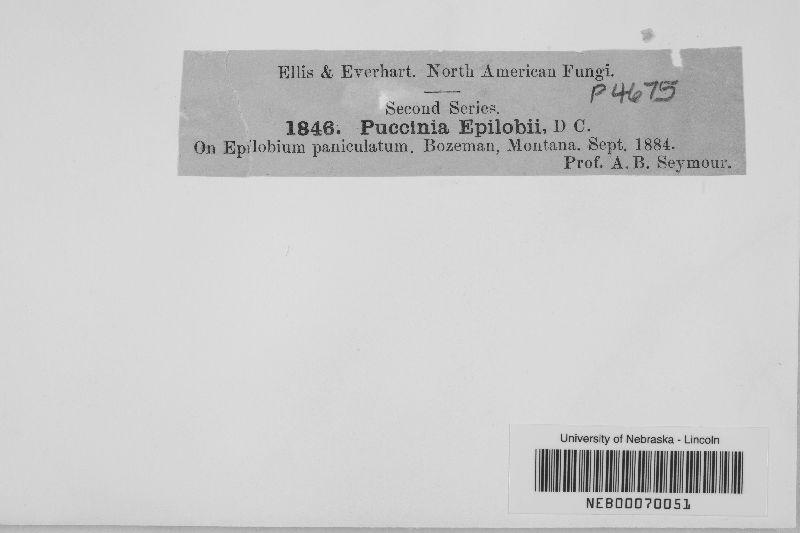 Ellis & Everhart. North American Fungi.
P4675
Second Series.
1846. Puccinia Epilobii, D C.
On Epilobium paniculatum. Bozeman, Montana. Sept. 1884.
Prof. A. B. Seymour.
University of Nebraska - Lincoln
NEB00070051